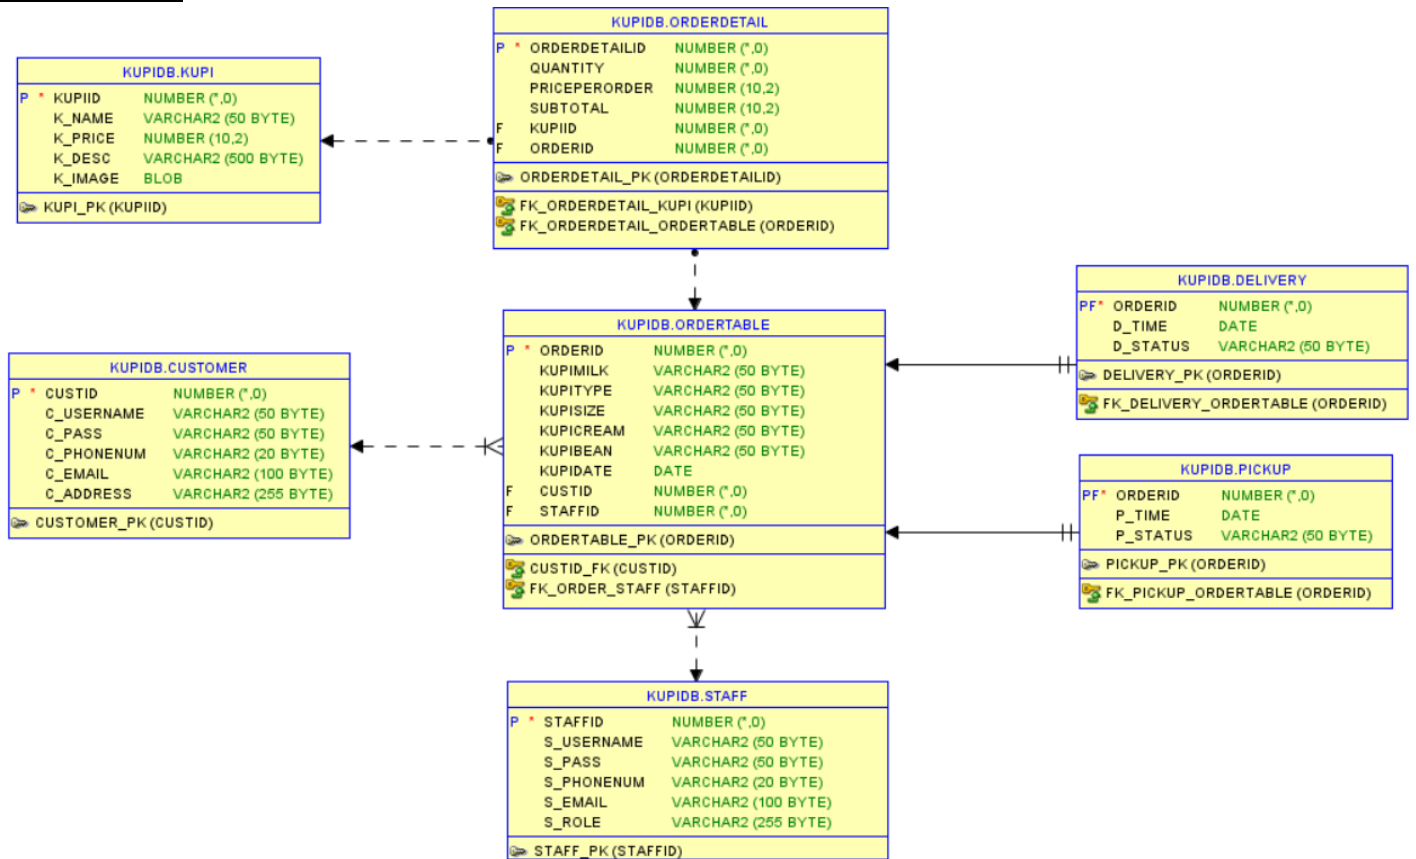 KUPIDB.ORDERDETAIL
P * ORDERDETAILID NUMBER (*,0)
QUANTITY NUMBER (*,0)
PRICEPERORDER NUMBER (10,2)
SUBTOTAL NUMBER (10,2)
F KUPIID NUMBER (*,0)
F ORDERID NUMBER (*,0)
ORDERDETAIL_PK (ORDERDETAILID)
FK_ORDERDETAIL_KUPI (KUPIID)
FK_ORDERDETAIL_ORDERTABLE (ORDERID)
KUPIDB.KUPI
P * KUPIID NUMBER (*,0)
K_NAME VARCHAR2 (50 BYTE)
K_PRICE NUMBER (10,2)
K_DESC VARCHAR2 (500 BYTE)
K_IMAGE BLOB
KUPI_PK (KUPIID)
KUPIDB.DELIVERY
PF* ORDERID NUMBER (*,0)
D_TIME DATE
D_STATUS VARCHAR2 (50 BYTE)
DELIVERY_PK (ORDERID)
FK_DELIVERY_ORDERTABLE (ORDERID)
KUPIDB.ORDERTABLE
P * ORDERID NUMBER (*,0)
KUPIMILK VARCHAR2 (50 BYTE)
KUPITYPE VARCHAR2 (50 BYTE)
KUPISIZE VARCHAR2 (50 BYTE)
KUPICREAM VARCHAR2 (50 BYTE)
KUPIBEAN VARCHAR2 (50 BYTE)
KUPIDATE DATE
F CUSTID NUMBER (*,0)
F STAFFID NUMBER (*,0)
ORDERTABLE_PK (ORDERID)
CUSTID_FK (CUSTID)
FK_ORDER_STAFF (STAFFID)
KUPIDB.CUSTOMER
P * CUSTID NUMBER (*,0)
C_USERNAME VARCHAR2 (50 BYTE)
C_PASS VARCHAR2 (50 BYTE)
C_PHONENUM VARCHAR2 (20 BYTE)
C_EMAIL VARCHAR2 (100 BYTE)
C_ADDRESS VARCHAR2 (255 BYTE)
CUSTOMER_PK (CUSTID)
KUPIDB.PICKUP
PF* ORDERID NUMBER (*,0)
P_TIME DATE
P_STATUS VARCHAR2 (50 BYTE)
PICKUP_PK (ORDERID)
FK_PICKUP_ORDERTABLE (ORDERID)
KUPIDB.STAFF
P * STAFFID NUMBER (*,0)
S_USERNAME VARCHAR2 (50 BYTE)
S_PASS VARCHAR2 (50 BYTE)
S_PHONENUM VARCHAR2 (20 BYTE)
S_EMAIL VARCHAR2 (100 BYTE)
S_ROLE VARCHAR2 (255 BYTE)
STAFF_PK (STAFFID)